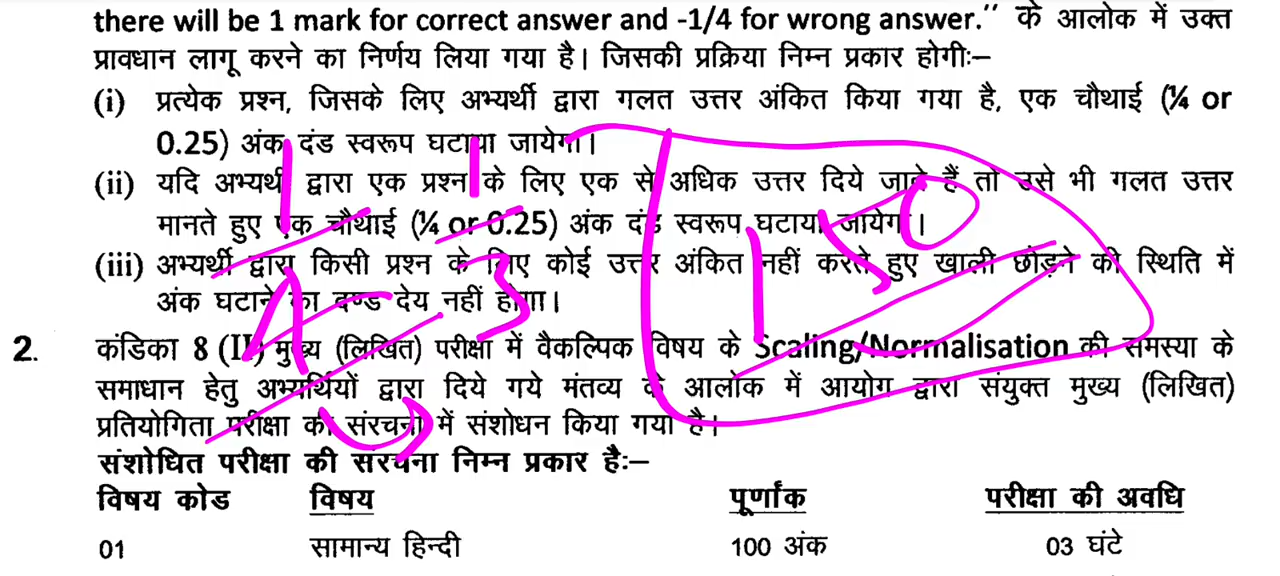 there will be 1 mark for correct answer and -1/4 for wrong answer.'' के आलोक में उक्त
प्रावधान लागू करने का निर्णय लिया गया है। जिसकी प्रक्रिया निम्न प्रकार होगीः–
(i) प्रत्येक प्रश्न, जिसके लिए अभ्यर्थी द्वारा गलत उत्तर अंकित किया गया है, एक चौथाई (¼ or
0.25) अंक दंड स्वरूप घटाया जायेगा।
(ii) यदि अभ्यर्थी द्वारा एक प्रश्न के लिए एक से अधिक उत्तर दिये जाते हैं तो उसे भी गलत उत्तर
मानते हुए एक चौथाई (¼ or 0.25) अंक दंड स्वरूप घटाया जायेगा।
(iii) अभ्यर्थी द्वारा किसी प्रश्न के लिए कोई उत्तर अंकित नहीं करते हुए खाली छोड़ने की स्थिति में
अंक घटाने का दण्ड देय नहीं होगा।
2. कंडिका 8 (II) मुख्य (लिखित) परीक्षा में वैकल्पिक विषय के Scaling/Normalisation की समस्या के
समाधान हेतु अभ्यर्थियों द्वारा दिये गये मंतव्य के आलोक में आयोग द्वारा संयुक्त मुख्य (लिखित)
प्रतियोगिता परीक्षा की संरचना में संशोधन किया गया है।
संशोधित परीक्षा की सरचना निम्न प्रकार हैः–
विषय कोड विषय पूर्णांक परीक्षा की अवधि
01 सामान्य हिन्दी 100 अंक 03 घंटे